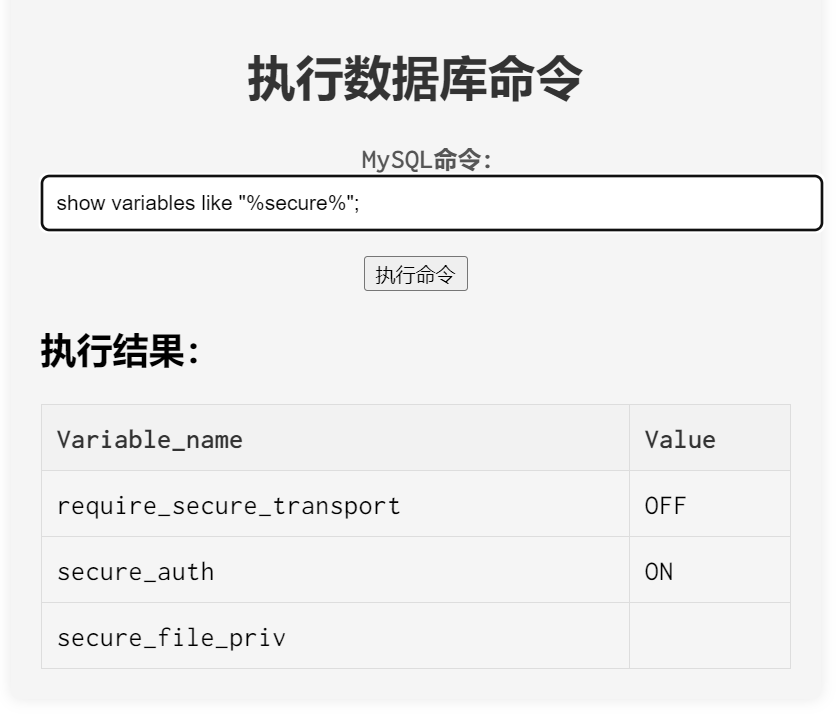 执行数据库命令
MySQL命令:
show variables like "%secure%";
执行命令
执行结果:
Variable_name Value
require_secure_transport OFF
secure_auth ON
secure_file_priv